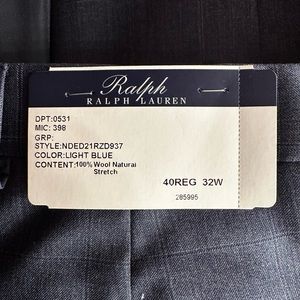 Ralph
RALPH LAUREN
DPT:0531
MIC: 398
GRP:
STYLE:NDED21RZD937
COLOR:LIGHT BLUE
CONTENT:100% Wool Natural
Stretch
40REG 32W
285995